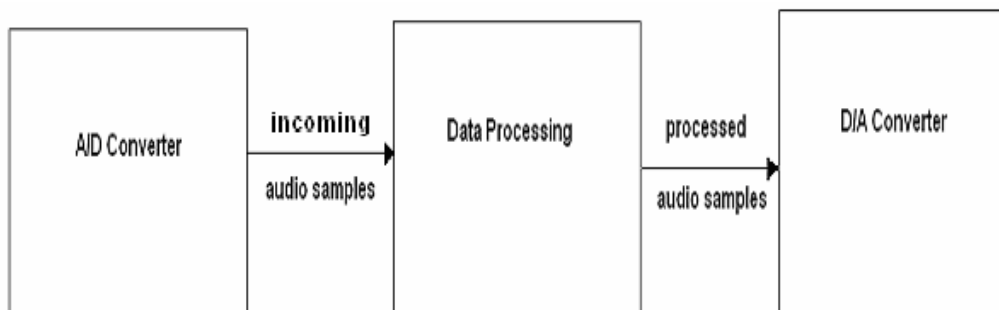 A/D Converter
incoming
audio samples
Data Processing
processed
audio samples
D/A Converter